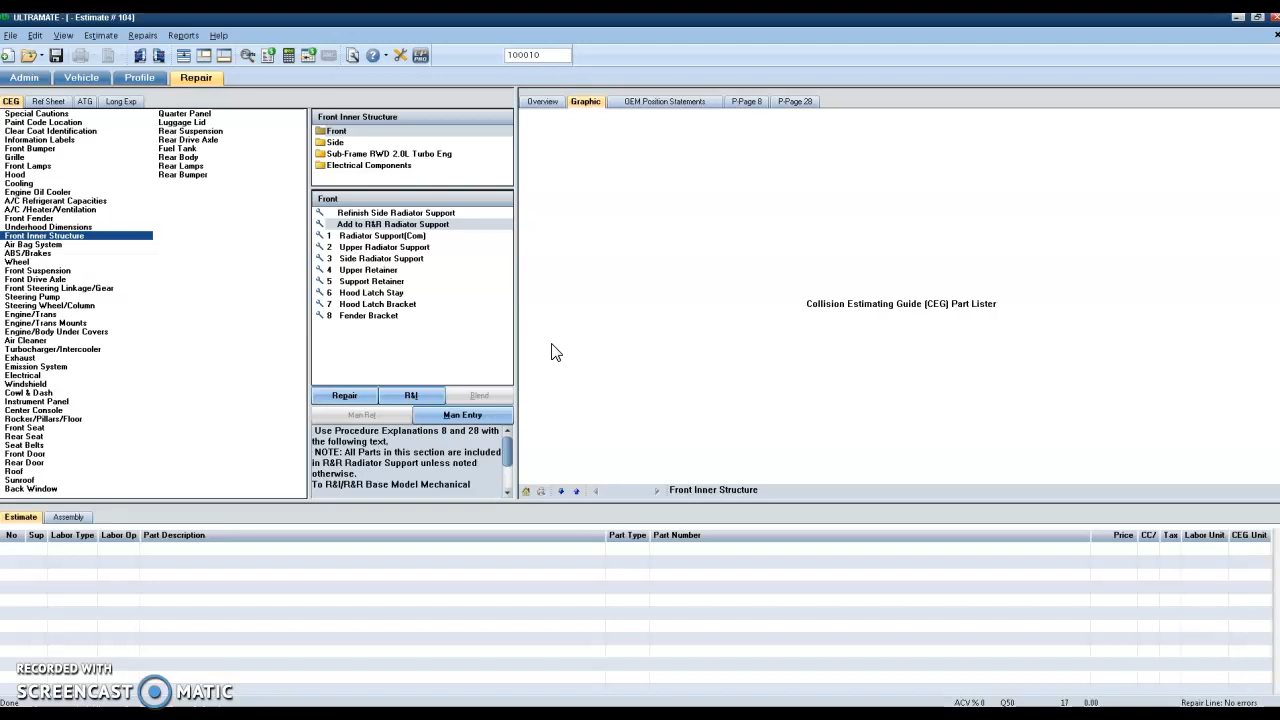 ULTRAMATE - [ - Estimate # 104]
File Edit View Estimate Repairs Reports Help
100010
Admin Vehicle Profile Repair
CEG Ref Sheet ATG Long Exp
Special Cautions
Paint Code Location
Clear Coat Identification
Information Labels
Front Bumper
Grille
Front Lamps
Hood
Cooling
Engine Oil Cooler
A/C Refrigerant Capacities
A/C /Heater/Ventilation
Front Fender
Underhood Dimensions
Front Inner Structure
Air Bag System
ABS/Brakes
Wheel
Front Suspension
Front Drive Axle
Front Steering Linkage/Gear
Steering Pump
Steering Wheel/Column
Engine/Trans
Engine/Trans Mounts
Engine/Body Under Covers
Air Cleaner
Turbocharger/Intercooler
Exhaust
Emission System
Electrical
Windshield
Cowl & Dash
Instrument Panel
Center Console
Rocker/Pillars/Floor
Front Seat
Rear Seat
Seat Belts
Front Door
Rear Door
Roof
Sunroof
Back Window
Quarter Panel
Luggage Lid
Rear Suspension
Rear Drive Axle
Fuel Tank
Rear Body
Rear Lamps
Rear Bumper
Front Inner Structure
Front
Side
Sub-Frame RWD 2.0L Turbo Eng
Electrical Components
Front
Refinish Side Radiator Support
Add to R&R Radiator Support
1 Radiator Support(Com)
2 Upper Radiator Support
3 Side Radiator Support
4 Upper Retainer
5 Support Retainer
6 Hood Latch Stay
7 Hood Latch Bracket
8 Fender Bracket
Repair R&I Blend
Man Ref Man Entry
Use Procedure Explanations 8 and 28 with
the following text.
NOTE: All Parts in this section are included
in R&R Radiator Support unless noted
otherwise.
To R&I/R&R Base Model Mechanical
Overview Graphic OEM Position Statements P-Page 8 P-Page 28
Collision Estimating Guide (CEG) Part Lister
Front Inner Structure
Estimate Assembly
No Sup Labor Type Labor Op Part Description Part Type Part Number Price CC/ Tax Labor Unit CEG Unit
RECORDED WITH
SCREENCAST MATIC
Done ACV % 0 Q50 17 0.00 Repair Line: No errors